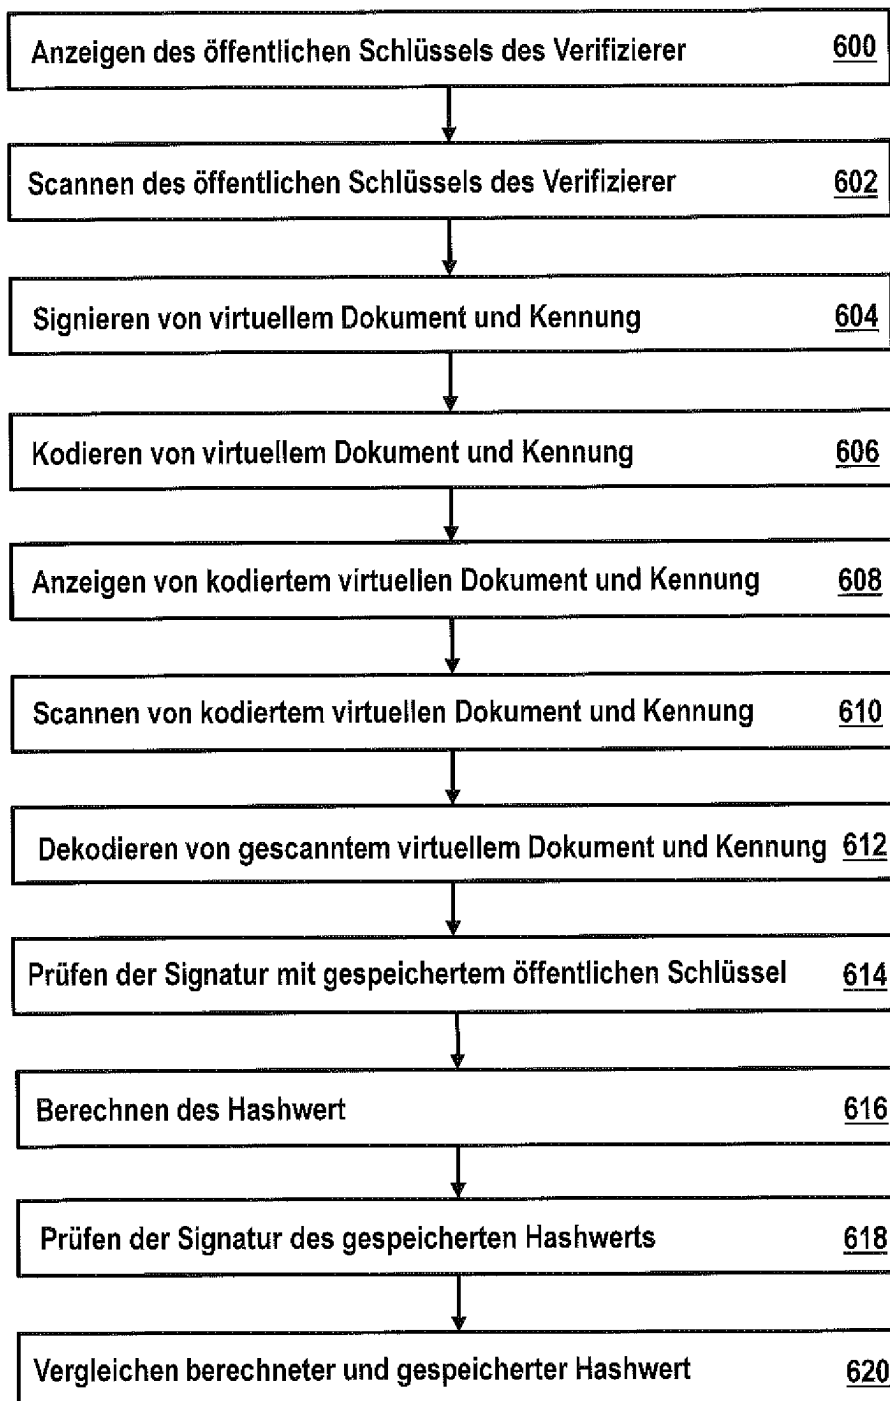 Anzeigen des öffentlichen Schlüssels des Verifizierer 600
Scannen des öffentlichen Schlüssels des Verifizierer 602
Signieren von virtuellem Dokument und Kennung 604
Kodieren von virtuellem Dokument und Kennung 606
Anzeigen von kodiertem virtuellen Dokument und Kennung 608
Scannen von kodiertem virtuellen Dokument und Kennung 610
Dekodieren von gescanntem virtuellem Dokument und Kennung 612
Prüfen der Signatur mit gespeichertem öffentlichen Schlüssel 614
Berechnen des Hashwert 616
Prüfen der Signatur des gespeicherten Hashwerts 618
Vergleichen berechneter und gespeicherter Hashwert 620